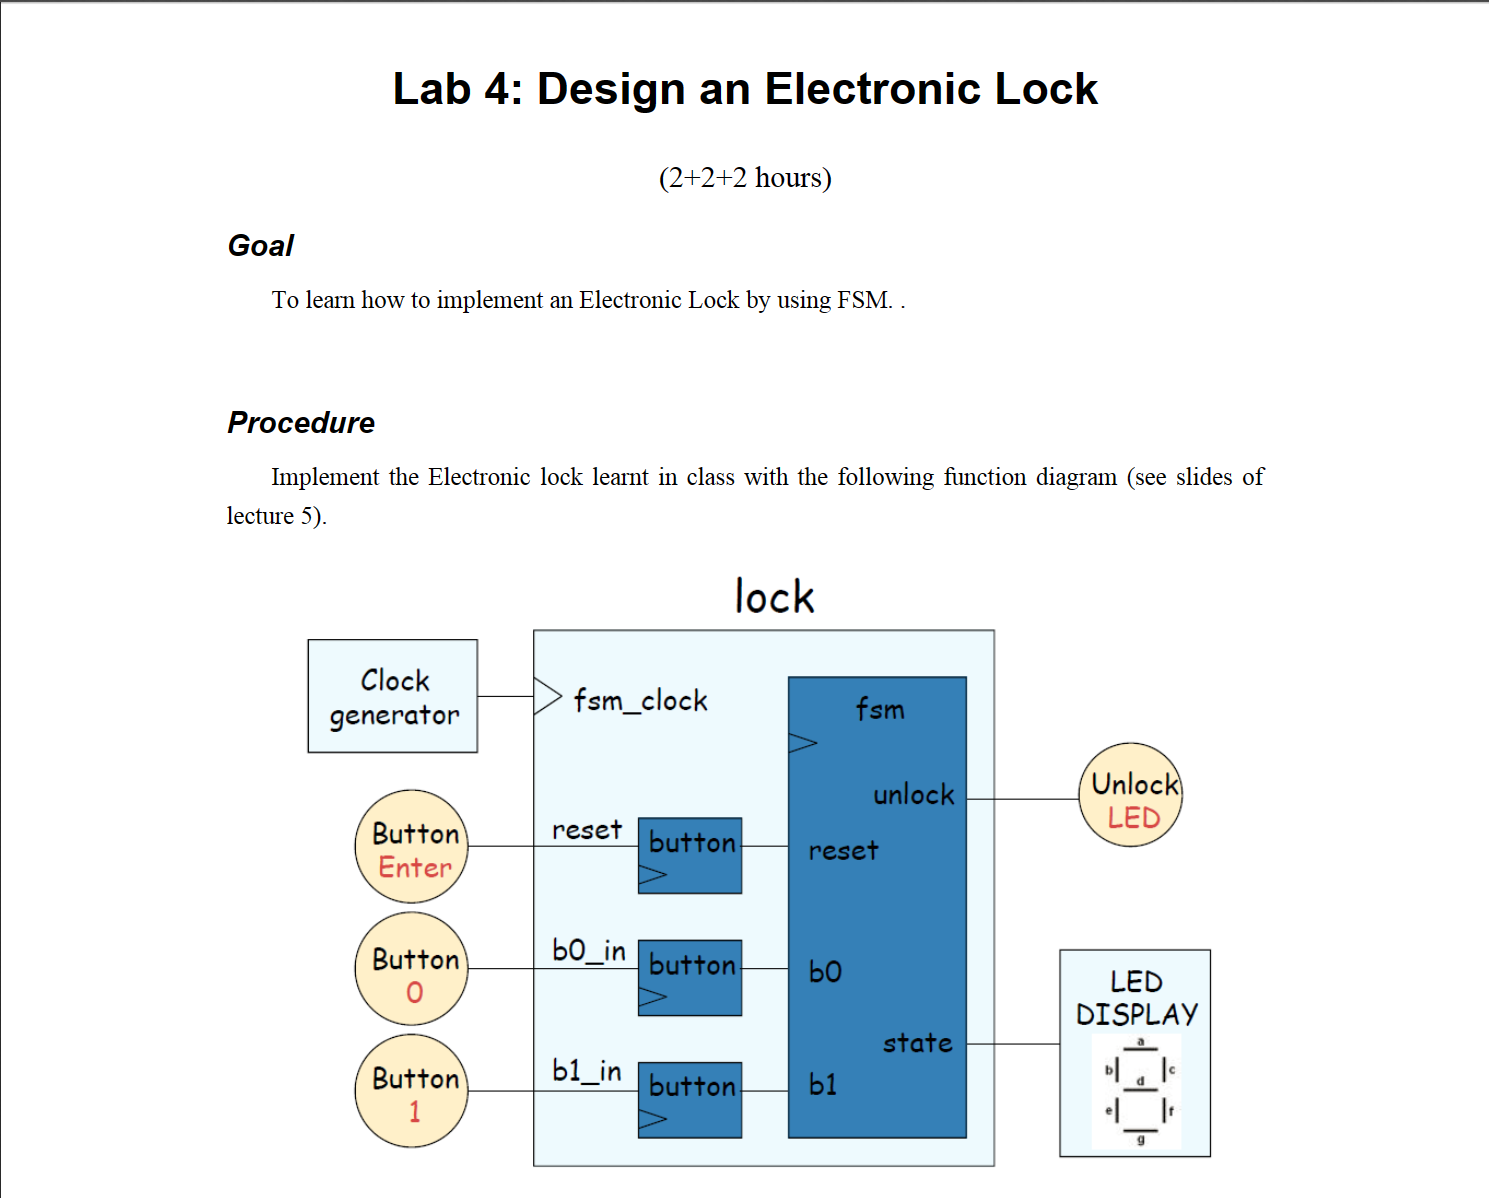 Lab 4: Design an Electronic Lock
(2+2+2 hours)
Goal
To learn how to implement an Electronic Lock by using FSM. .
Procedure
Implement the Electronic lock learnt in class with the following function diagram (see slides of
lecture 5).
lock
Clock
generator
fsm_clock
fsm
unlock
Unlock
LED
Button
Enter
reset
button
reset
Button
0
b0_in
button
b0
Button
1
b1_in
button
b1
state
LED
DISPLAY
a
b
c
d
e
f
g